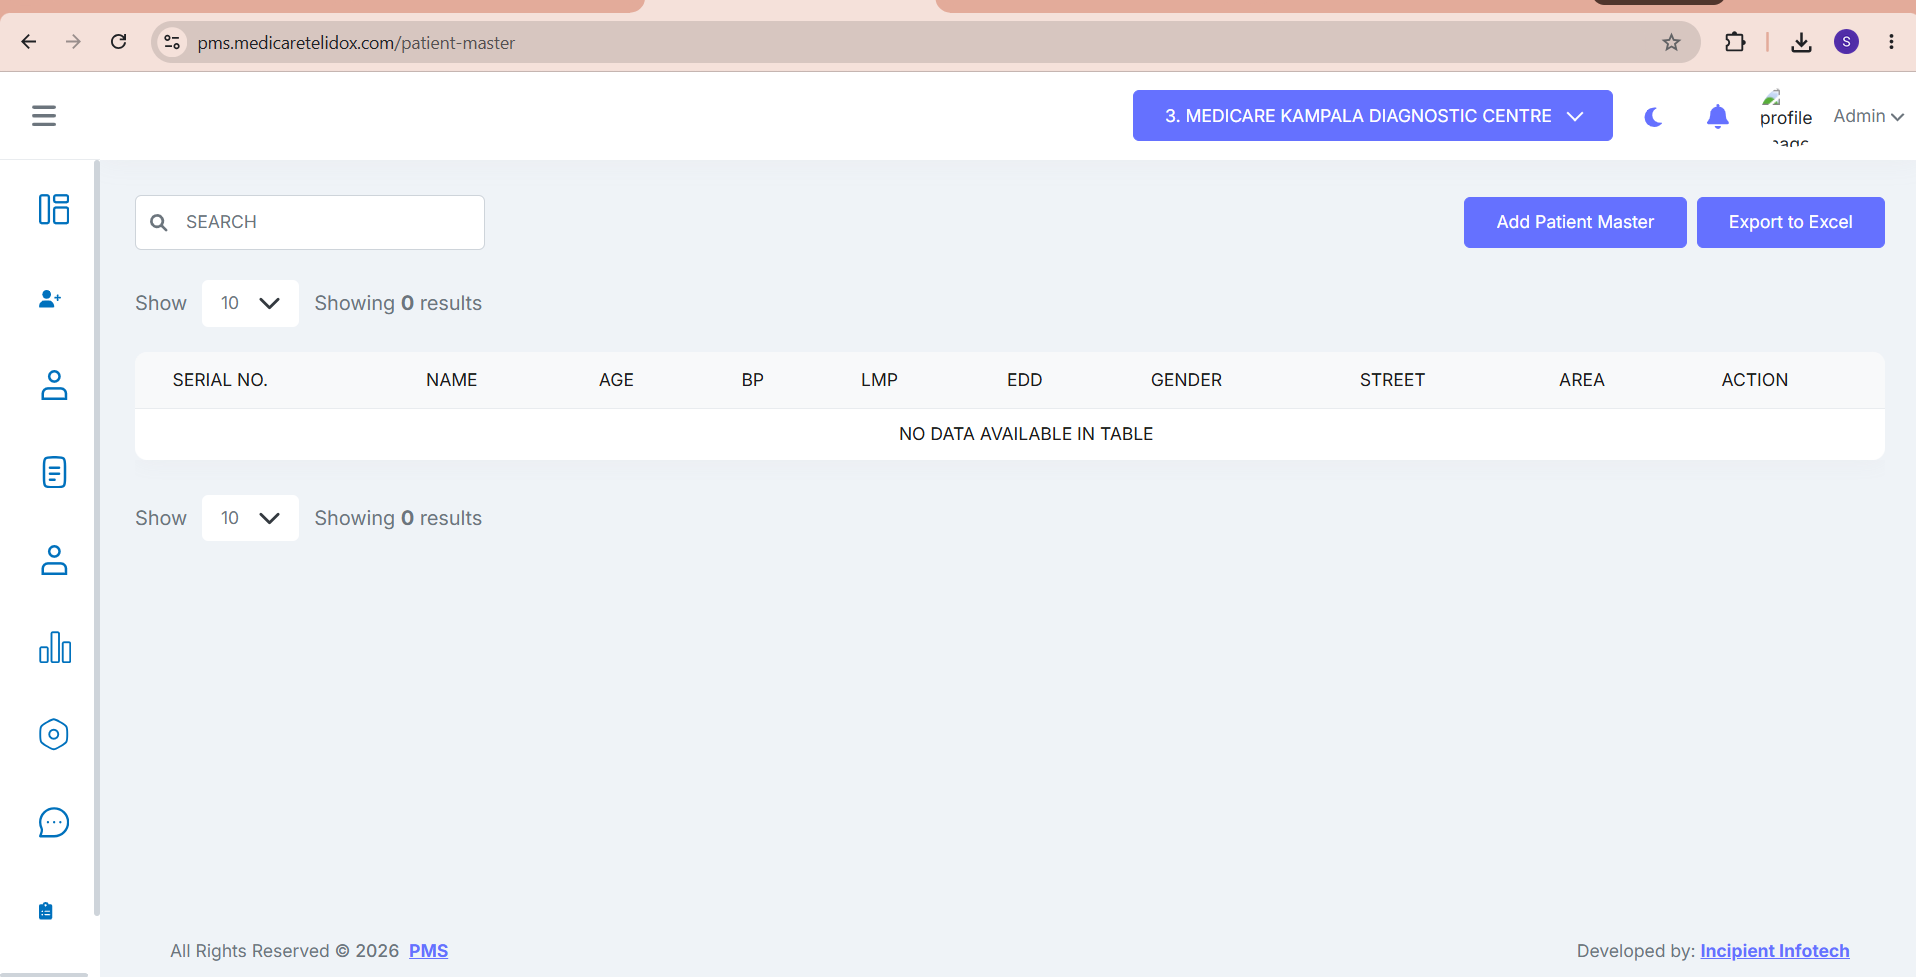 pms.medicaretelidox.com/patient-master
S
3. MEDICARE KAMPALA DIAGNOSTIC CENTRE
profile
Admin
SEARCH
Add Patient Master
Export to Excel
Show 10 Showing 0 results
SERIAL NO. NAME AGE BP LMP EDD GENDER STREET AREA ACTION
NO DATA AVAILABLE IN TABLE
Show 10 Showing 0 results
All Rights Reserved © 2026 PMS
Developed by: Incipient Infotech